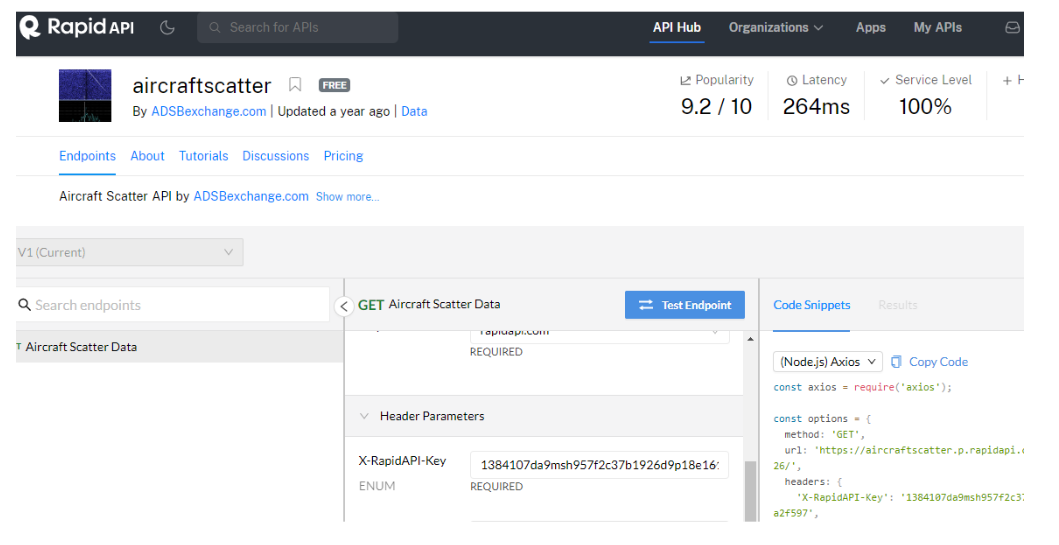 Rapid API
Search for APIs
API Hub
Organizations
Apps
My APIs
aircraftscatter
FREE
By ADSBexchange.com | Updated a year ago | Data
Popularity
9.2 / 10
Latency
264ms
Service Level
100%
Endpoints About Tutorials Discussions Pricing
Aircraft Scatter API by ADSBexchange.com Show more...
V1 (Current)
Search endpoints
Aircraft Scatter Data
GET Aircraft Scatter Data
Test Endpoint
rapidapi.com
REQUIRED
Header Parameters
X-RapidAPI-Key
ENUM
1384107da9msh957f2c37b1926d9p18e16
REQUIRED
Code Snippets
Results
(Node.js) Axios
Copy Code
const axios = require('axios');
const options = {
method: 'GET',
url: 'https://aircraftscatter.p.rapidapi.
26/',
headers: {
'X-RapidAPI-Key': '1384107da9msh957f2c37
a2f597',